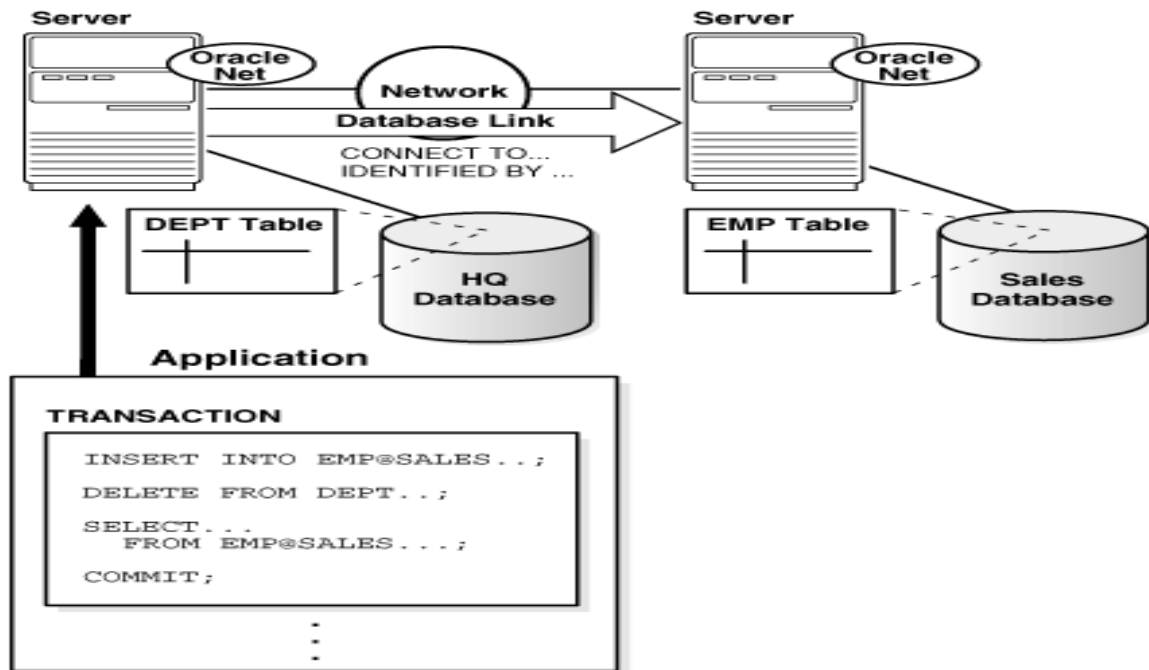 Server
Server
Oracle
Net
Oracle
Net
Network
Database Link
CONNECT TO...
IDENTIFIED BY ...
DEPT Table
HQ
Database
EMP Table
Sales
Database
Application
TRANSACTION
INSERT INTO EMP@SALES..;
DELETE FROM DEPT..;
SELECT...
FROM EMP@SALES...;
COMMIT;